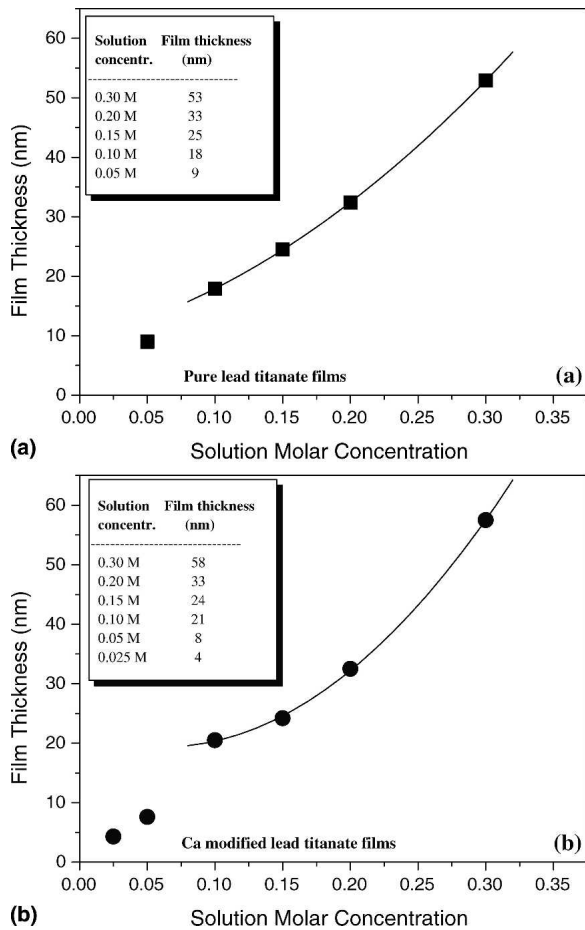 60
50
40
30
20
10
0
Film Thickness (nm)
Solution Film thickness
concentr. (nm)
0.30 M 53
0.20 M 33
0.15 M 25
0.10 M 18
0.05 M 9
Pure lead titanate films
(a)
0.00 0.05 0.10 0.15 0.20 0.25 0.30 0.35
(a)
Solution Molar Concentration
60
50
40
30
20
10
0
Film Thickness (nm)
Solution Film thickness
concentr. (nm)
0.30 M 58
0.20 M 33
0.15 M 24
0.10 M 21
0.05 M 8
0.025 M 4
Ca modified lead titanate films
(b)
0.00 0.05 0.10 0.15 0.20 0.25 0.30 0.35
(b)
Solution Molar Concentration